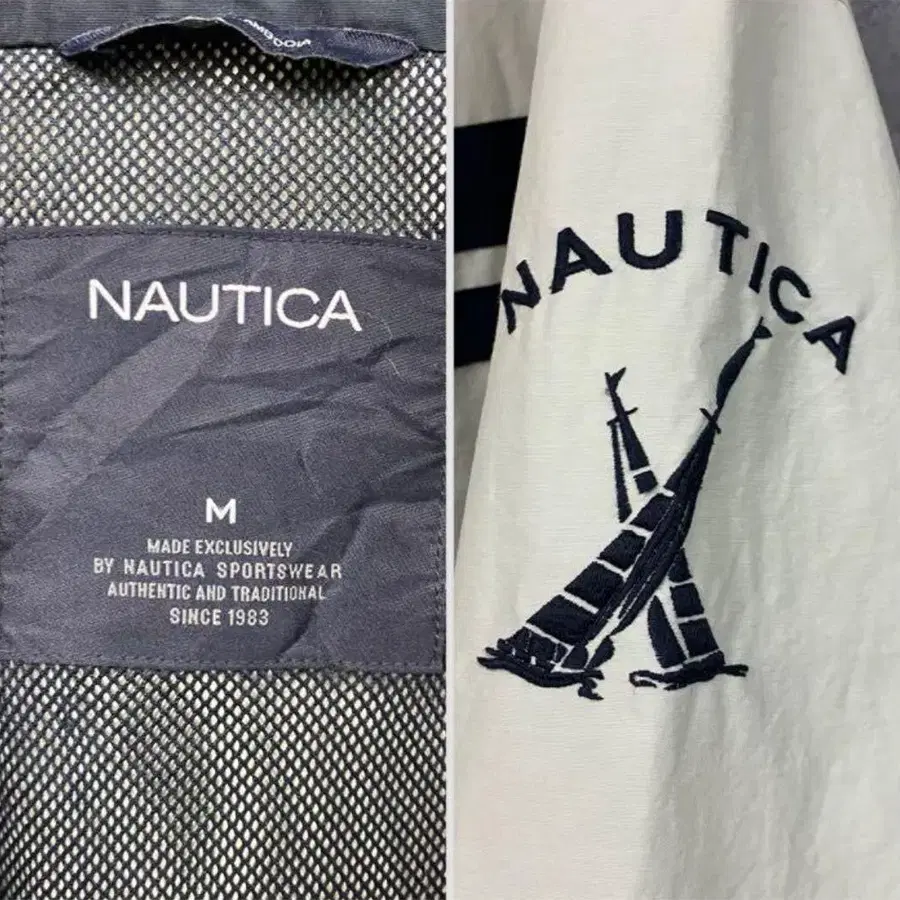 NAUTICA
M
MADE EXCLUSIVELY
BY NAUTICA SPORTSWEAR
AUTHENTIC AND TRADITIONAL
SINCE 1983
NAUTICA